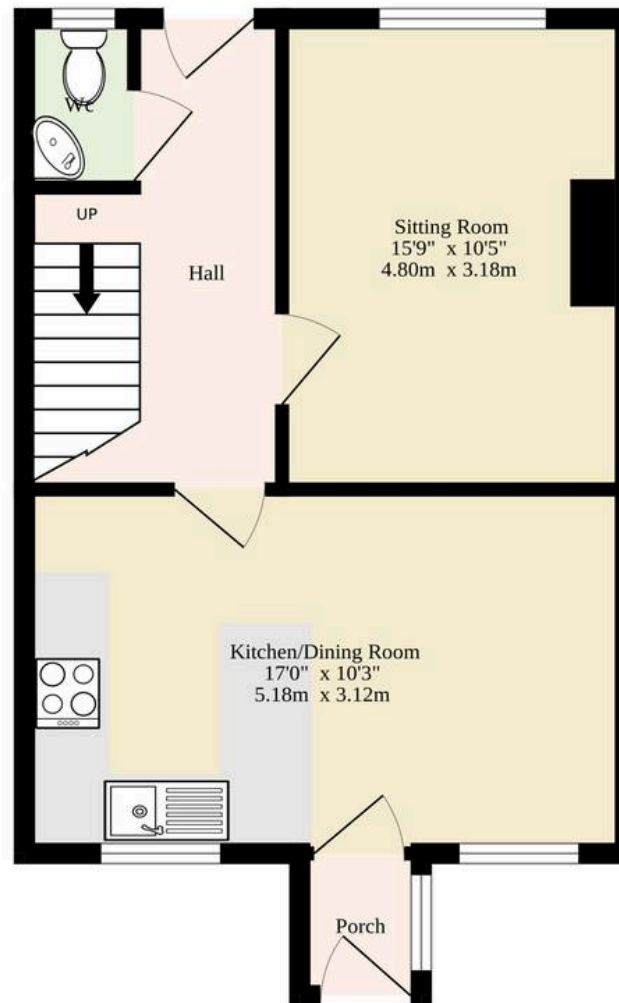 Wc
UP
Hall
Sitting Room
15'9" x 10'5"
4.80m x 3.18m
Kitchen/Dining Room
17'0" x 10'3"
5.18m x 3.12m
Porch